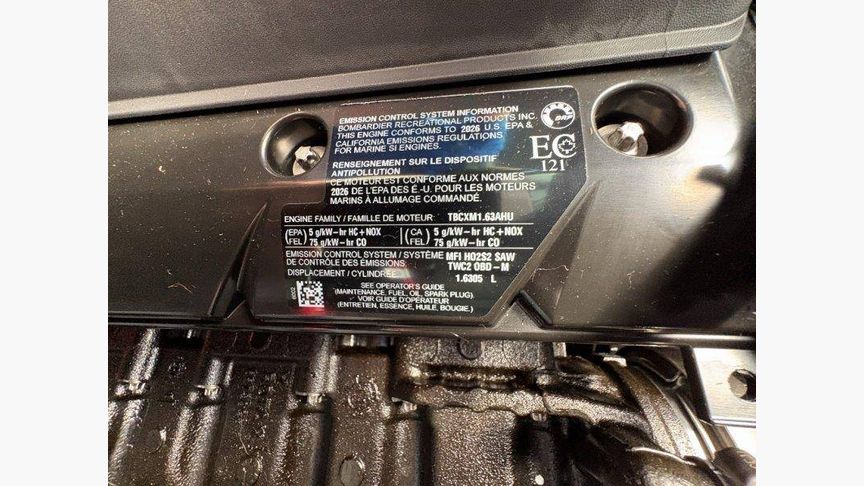 EMISSION CONTROL SYSTEM INFORMATION
BOMBARDIER RECREATIONAL PRODUCTS INC.
THIS ENGINE CONFORMS TO 2026 U.S. EPA &
CALIFORNIA EMISSIONS REGULATIONS
FOR MARINE SI ENGINES.
BRP
EC
121
RENSEIGNEMENT SUR LE DISPOSITIF
ANTIPOLLUTION
CE MOTEUR EST CONFORME AUX NORMES
2026 DE L'EPA DES É.-U. POUR LES MOTEURS
MARINS À ALLUMAGE COMMANDÉ.
ENGINE FAMILY / FAMILLE DE MOTEUR: TBCXM1.63AHU
(EPA) 5 g/kW-hr HC+NOX (CA) 5 g/kW-hr HC+NOX
(FEL) 75 g/kW-hr CO (FEL) 75 g/kW-hr CO
EMISSION CONTROL SYSTEM / SYSTÈME MFI HO2S2 SAW
DE CONTRÔLE DES ÉMISSIONS: TWC2 OBD-M
DISPLACEMENT / CYLINDRÉE: 1.6305 L
SEE OPERATOR'S GUIDE
(MAINTENANCE, FUEL, OIL, SPARK PLUG).
VOIR GUIDE D'OPÉRATEUR
(ENTRETIEN, ESSENCE, HUILE, BOUGIE.)